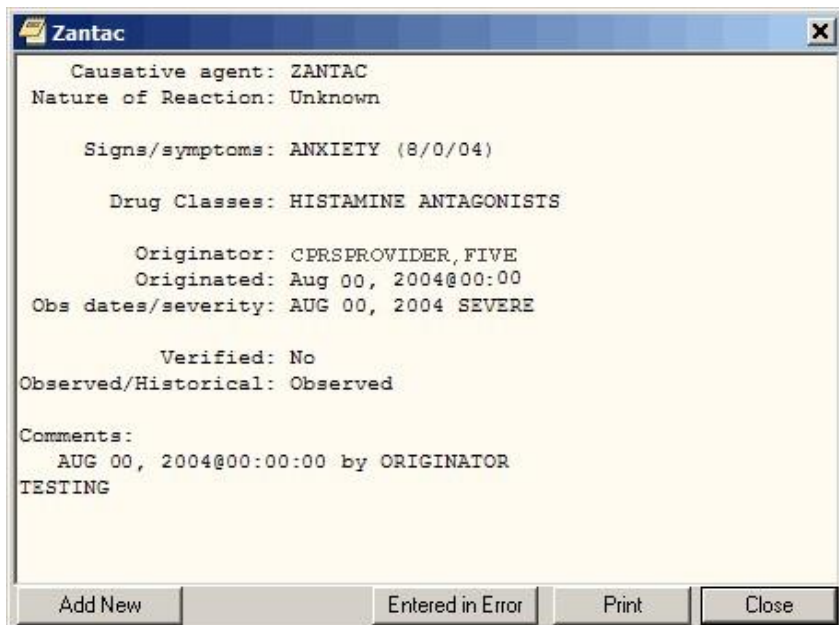 Zantac
Causative agent: ZANTAC
Nature of Reaction: Unknown
Signs/symptoms: ANXIETY (8/0/04)
Drug Classes: HISTAMINE ANTAGONISTS
Originator: CPRSPROVIDER,FIVE
Originated: Aug 00, 2004@00:00
Obs dates/severity: AUG 00, 2004 SEVERE
Verified: No
Observed/Historical: Observed
Comments:
AUG 00, 2004@00:00:00 by ORIGINATOR
TESTING
Add New Entered in Error Print Close